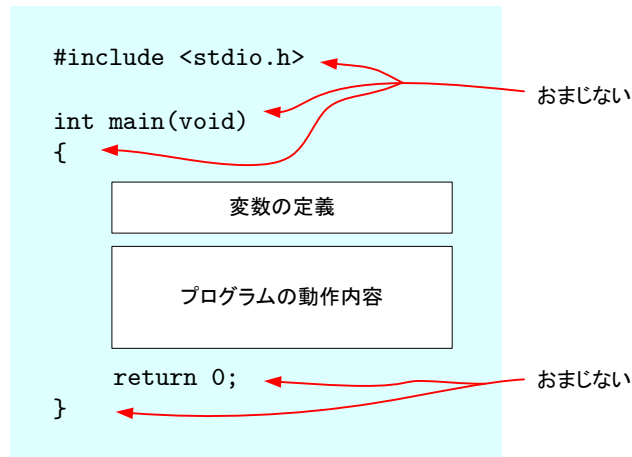 #include <stdio.h>
おまじない
int main(void)
{
変数の定義
プログラムの動作内容
return 0;
おまじない
}